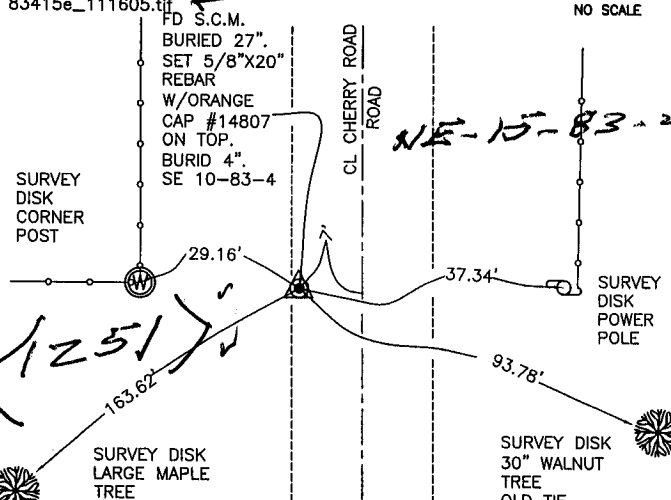 83415e_111605.tif
NO SCALE
FD S.C.M.
BURIED 27".
SET 5/8"X20"
REBAR
W/ORANGE
CAP #14807
ON TOP.
BURID 4".
SE 10-83-4
CL CHERRY ROAD
ROAD
NE-15-83-
SURVEY
DISK
CORNER
POST
29.16'
7'
37.34'
SURVEY
DISK
POWER
POLE
(1251)
163.62'
93.78'
SURVEY DISK
LARGE MAPLE
TREE
SURVEY DISK
30" WALNUT
TREE
OLD TIE